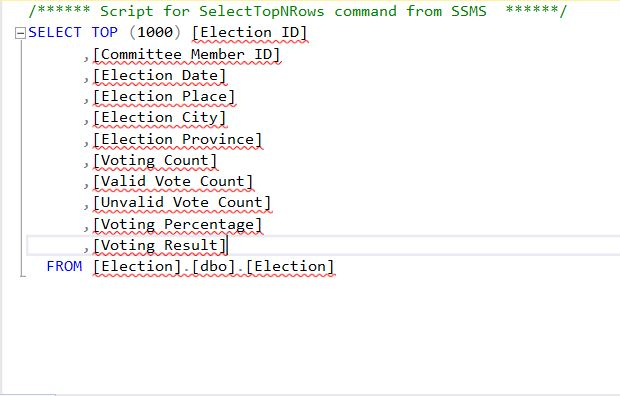 /****** Script for SelectTopNRows command from SSMS  ******/
SELECT TOP (1000) [Election ID]
,[Committee Member ID]
,[Election Date]
,[Election Place]
,[Election City]
,[Election Province]
,[Voting Count]
,[Valid Vote Count]
,[Unvalid Vote Count]
,[Voting Percentage]
,[Voting Result]
FROM [Election].[dbo].[Election]